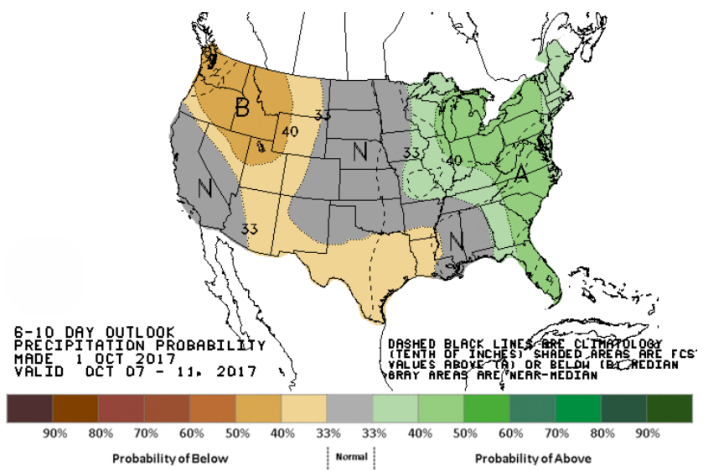 B
33
40
N
33
40
A
N
33
N
6-10 DAY OUTLOOK
PRECIPITATION PROBABILITY
MADE 1 OCT 2017
VALID OCT 07 - 11, 2017
DASHED BLACK LINES ARE CLIMATOLOGY
(TENTH OF INCHES) SHADED AREAS ARE FCST
VALUES ABOVE (A) OR BELOW (B) MEDIAN
GRAY AREAS ARE NEAR-MEDIAN
90% 80% 70% 60% 50% 40% 33% 33% 40% 50% 60% 70% 80% 90%
Probability of Below Normal Probability of Above